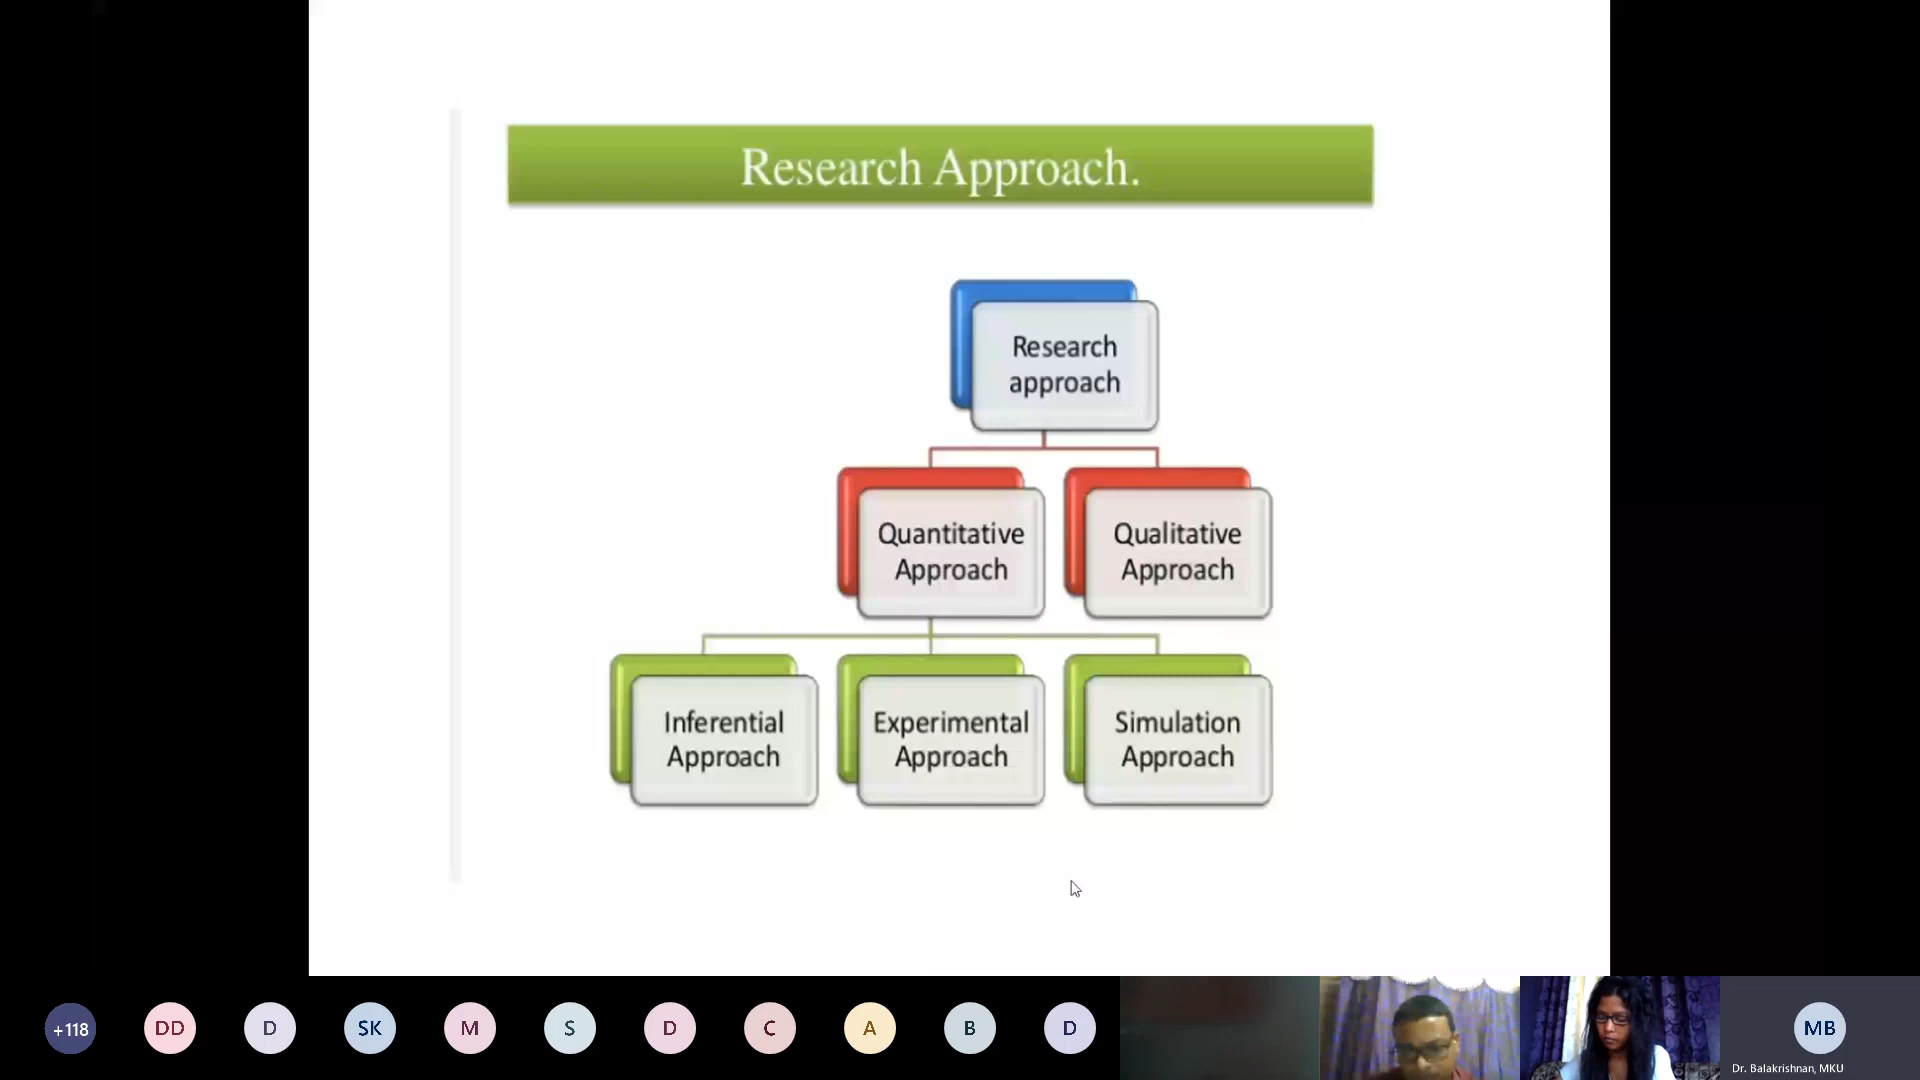 Research Approach.
Research
approach
Quantitative
Approach
Qualitative
Approach
Inferential
Approach
Experimental
Approach
Simulation
Approach
+118
DD
D
SK
M
S
D
C
A
B
D
MB
Dr. Balakrishnan, MKU